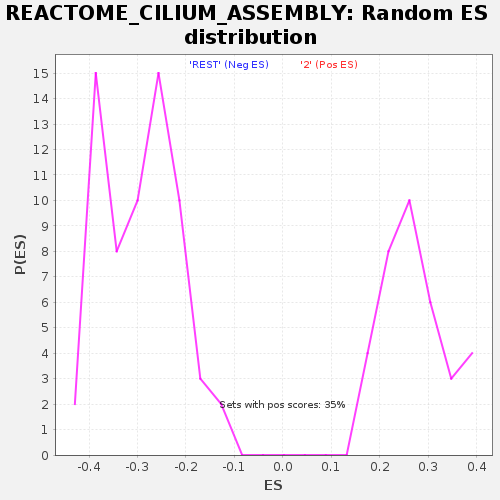 REACTOME_CILIUM_ASSEMBLY: Random ES
distribution
'REST' (Neg ES) '2' (Pos ES)
15
14
13
12
11
10
9
8
7
6
5
4
3
2
1
0
P(ES)
Sets with pos scores: 35%
-0.4 -0.3 -0.2 -0.1 0.0 0.1 0.2 0.3 0.4
ES